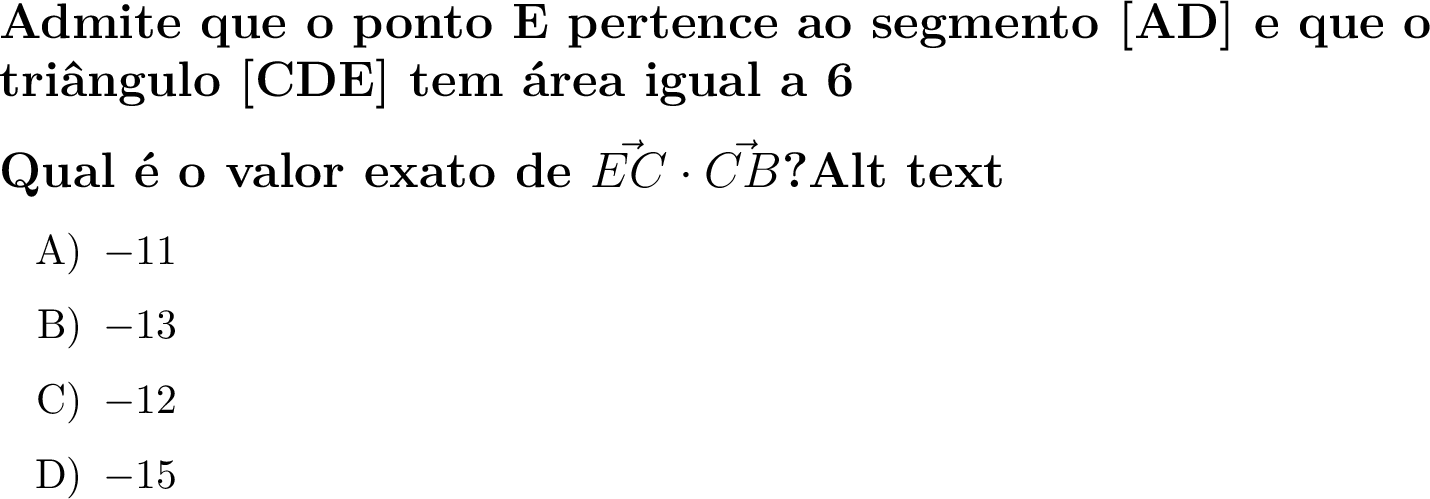 Admite que o ponto E pertence ao segmento [AD] e que o
triângulo [CDE] tem área igual a 6
Qual é o valor exato de $\vec{EC} \cdot \vec{CB}$?Alt text
A) −11
B) −13
C) −12
D) −15